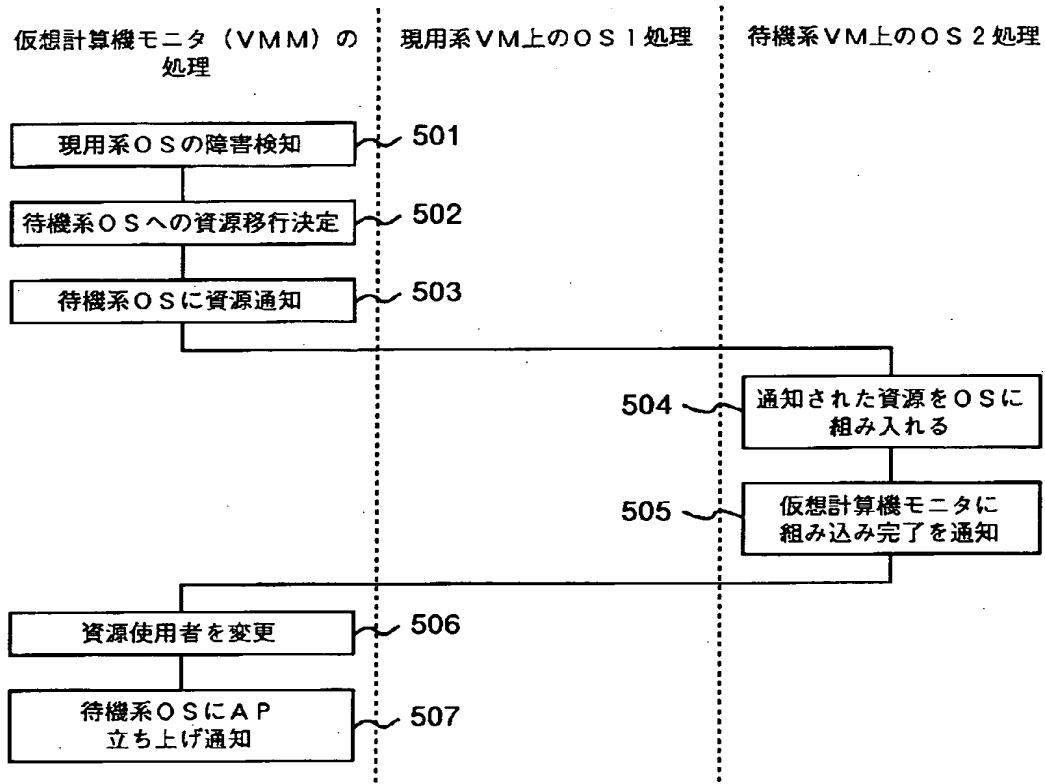 仮想計算機モニタ（ＶＭＭ）の
処理
現用系ＶＭ上のＯＳ１処理
待機系ＶＭ上のＯＳ２処理
現用系ＯＳの障害検知
501
待機系ＯＳへの資源移行決定
502
待機系ＯＳに資源通知
503
504
通知された資源をＯＳに
組み入れる
505
仮想計算機モニタに
組み込み完了を通知
資源使用者を変更
506
待機系ＯＳにＡＰ
立ち上げ通知
507